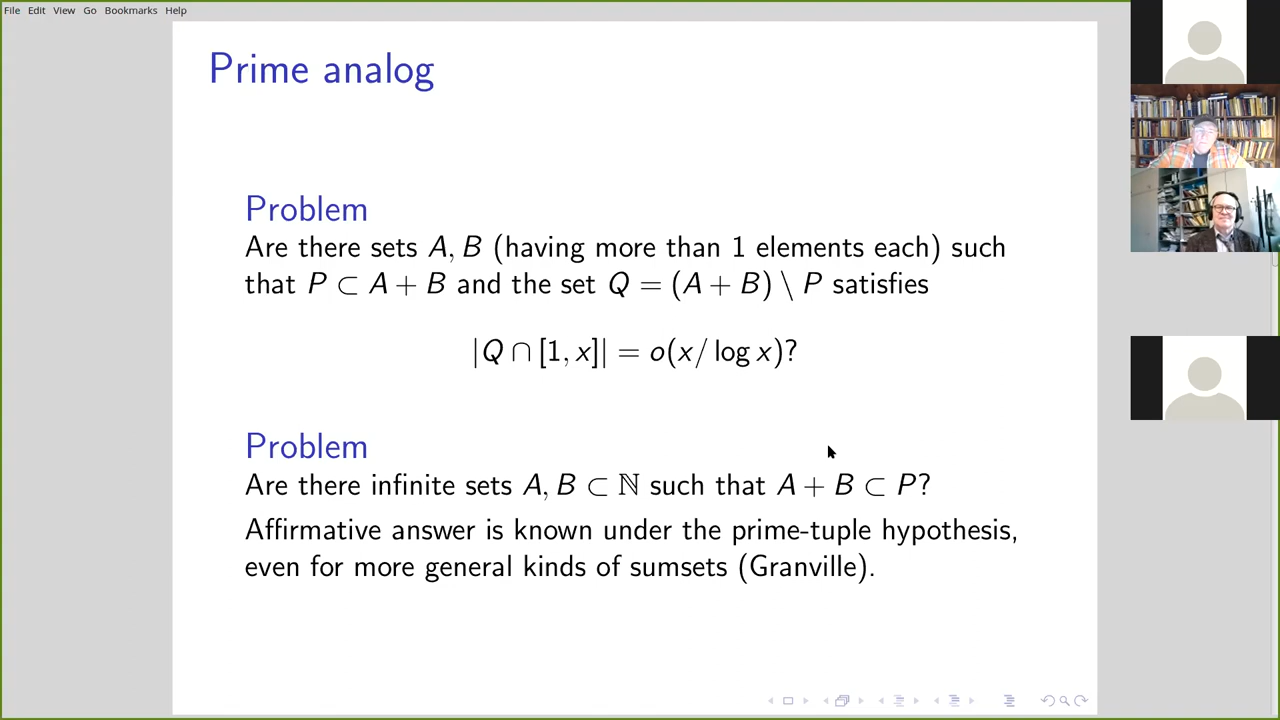 File Edit View Go Bookmarks Help
Prime analog
Problem
Are there sets A, B (having more than 1 elements each) such
that P ⊂ A + B and the set Q = (A + B) \ P satisfies
|Q ∩ [1, x]| = o(x/ log x)?
Problem
Are there infinite sets A, B ⊂ ℕ such that A + B ⊂ P?
Affirmative answer is known under the prime-tuple hypothesis,
even for more general kinds of sumsets (Granville).